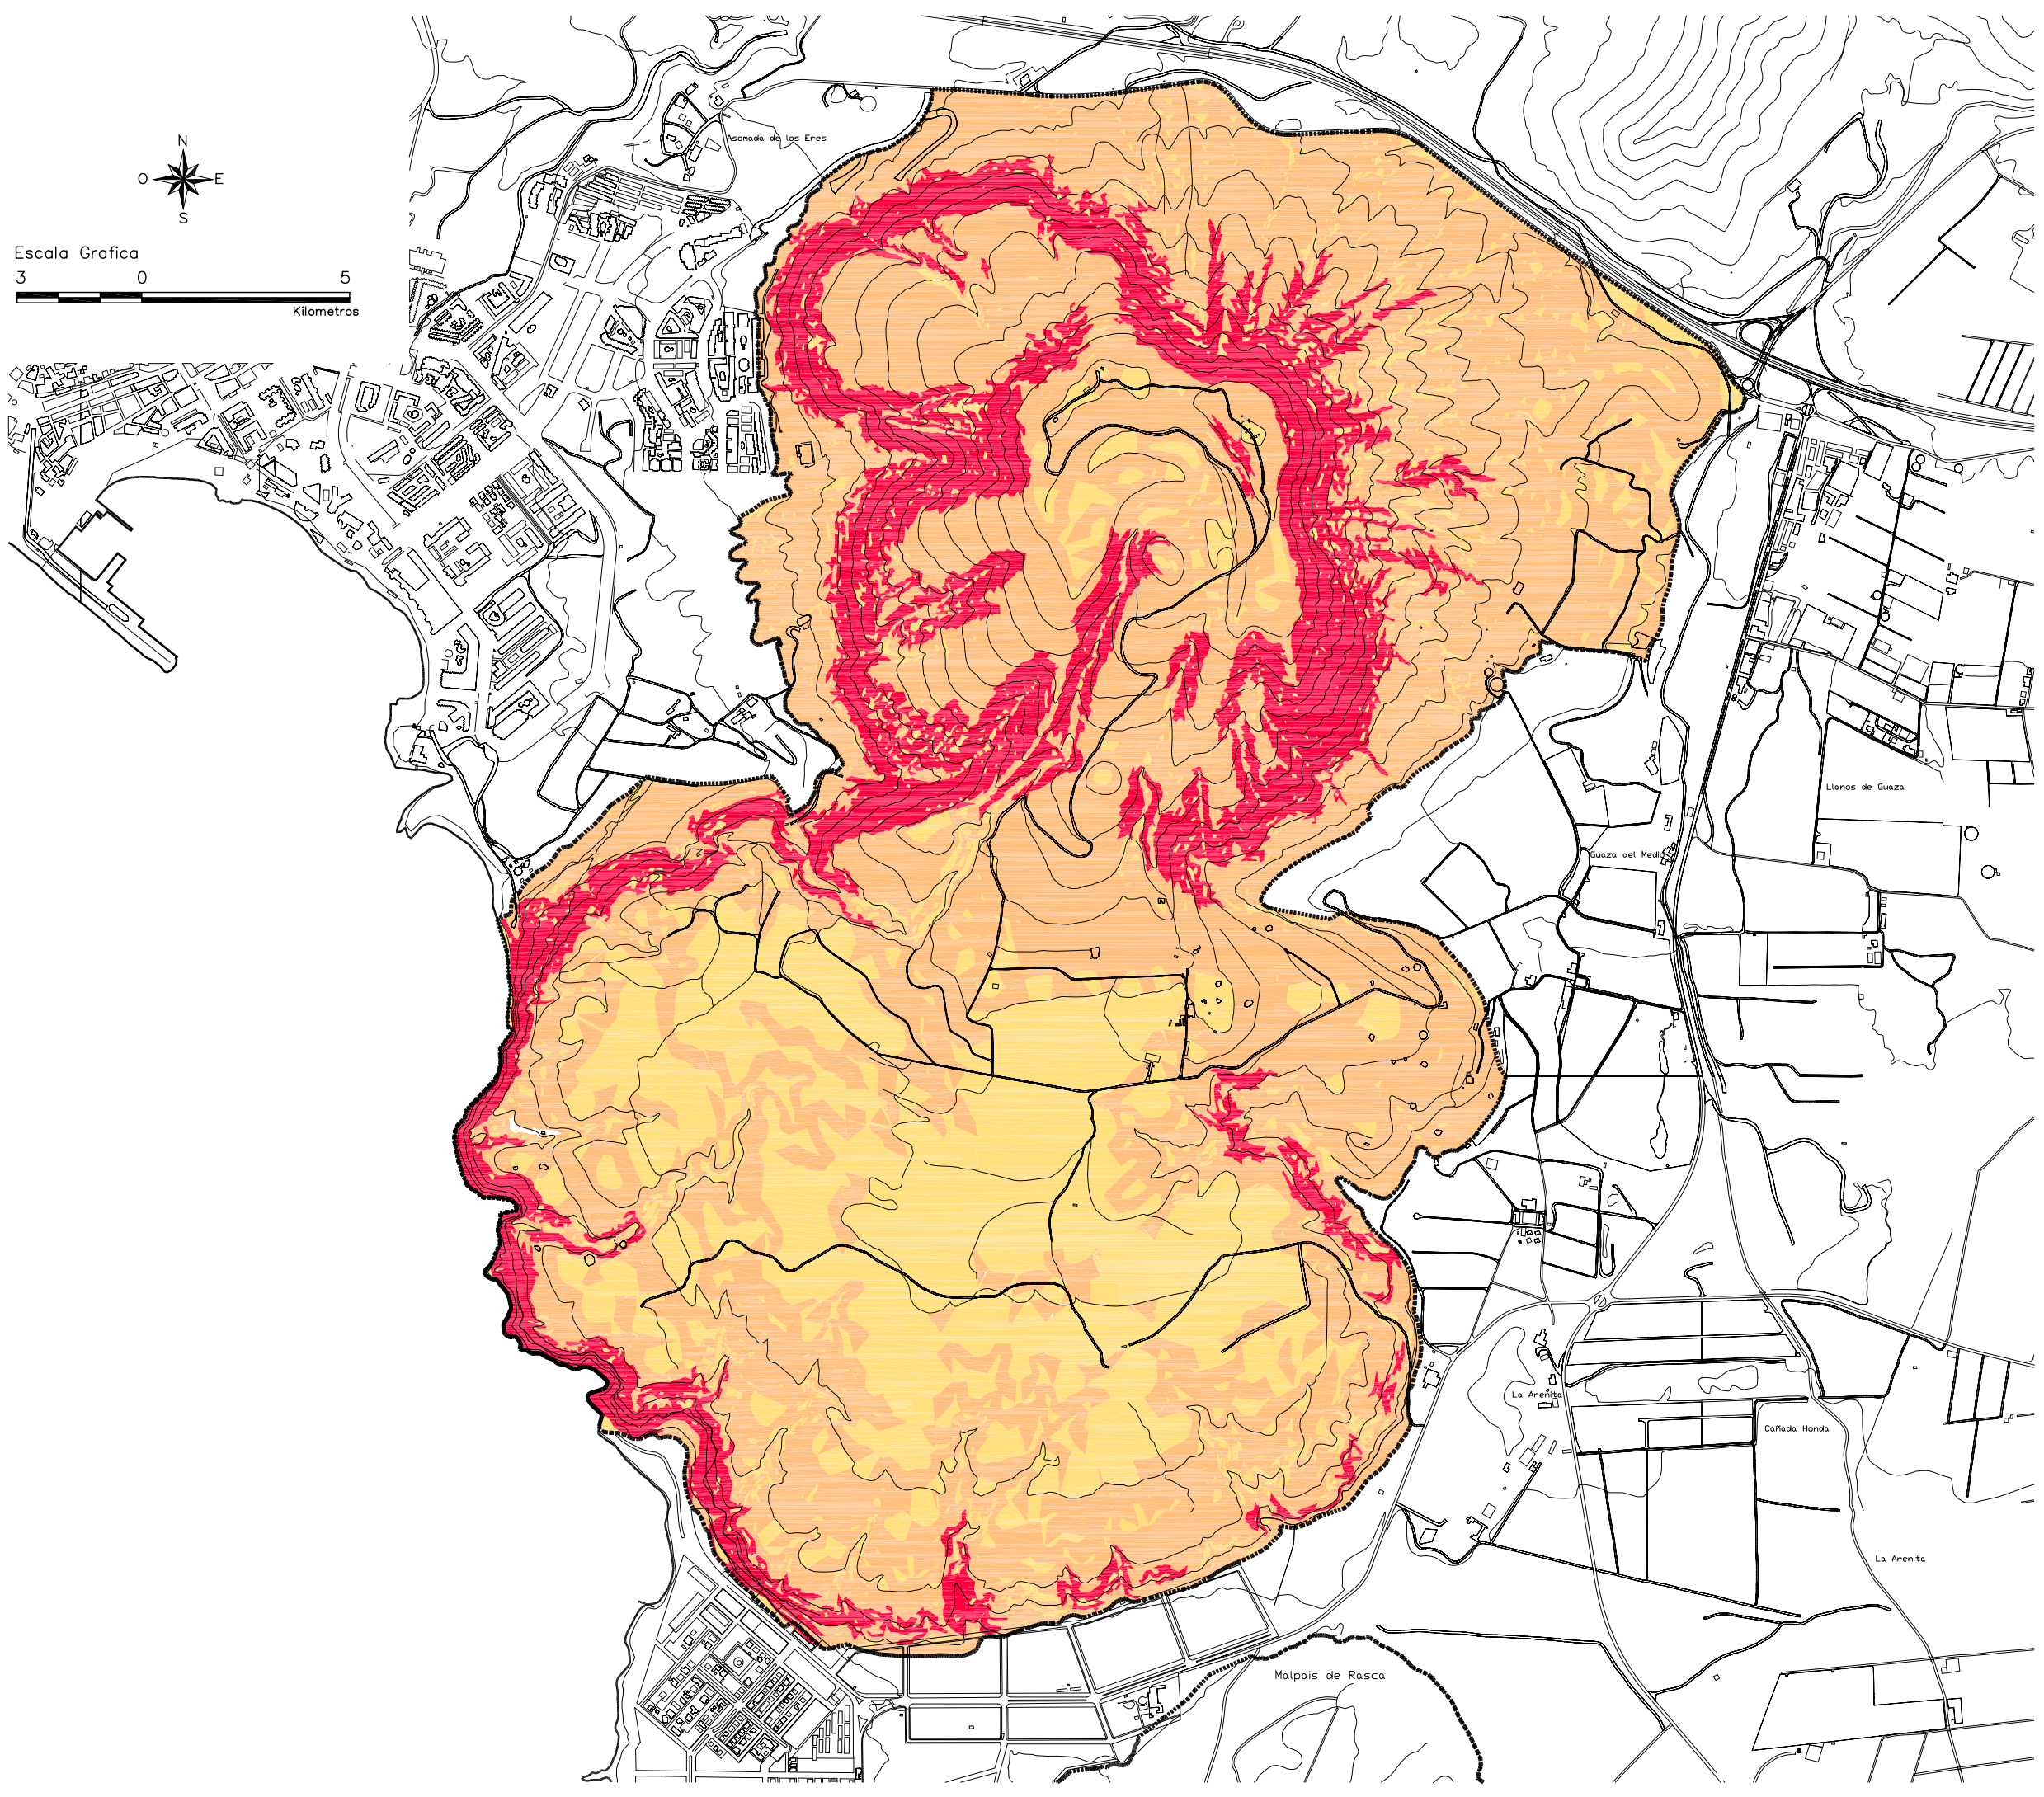 Asomada de los Eres
N
O
E
S
Escala Grafica
3 0 5
Kilometros
Llanos de Guaza
Guaza del Medio
La Arenita
Cañada Honda
La Arenita
Malpais de Rasca